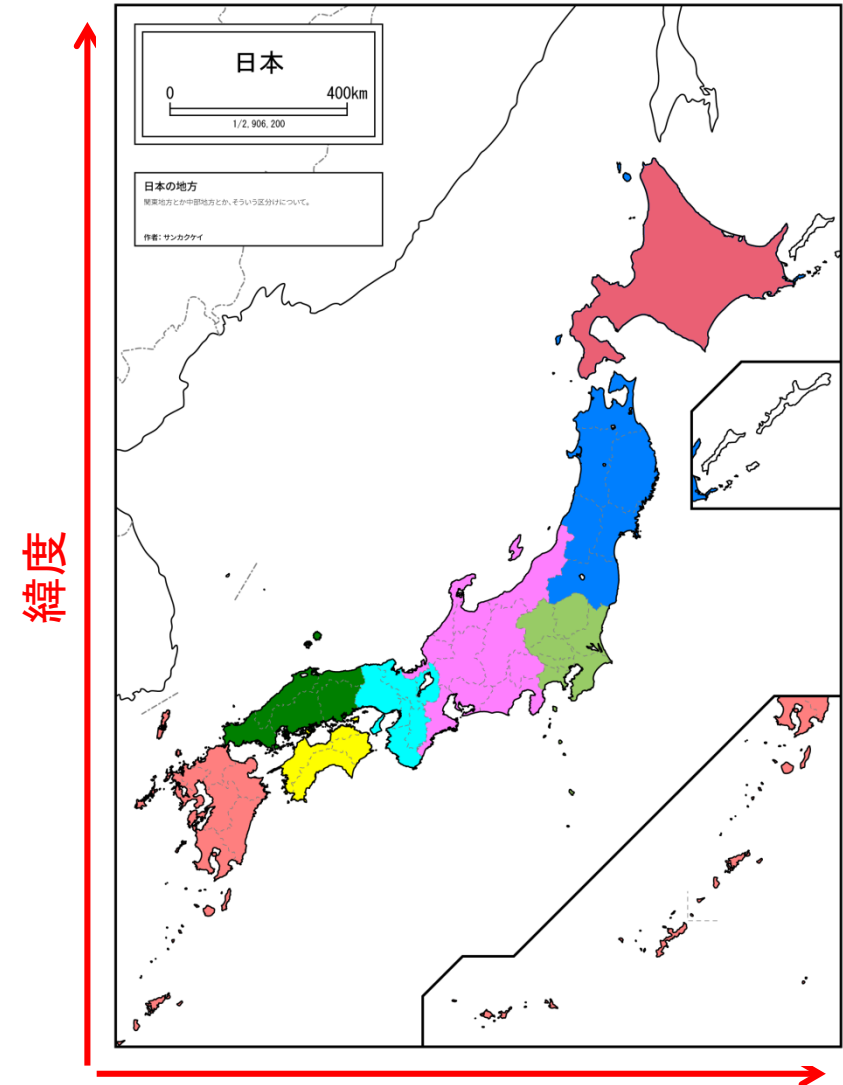 日本
0 400km
1/2,906,200
日本の地方
関東地方とか中部地方とか、そういう区分けについて。
作者: サンカクケイ
緯度